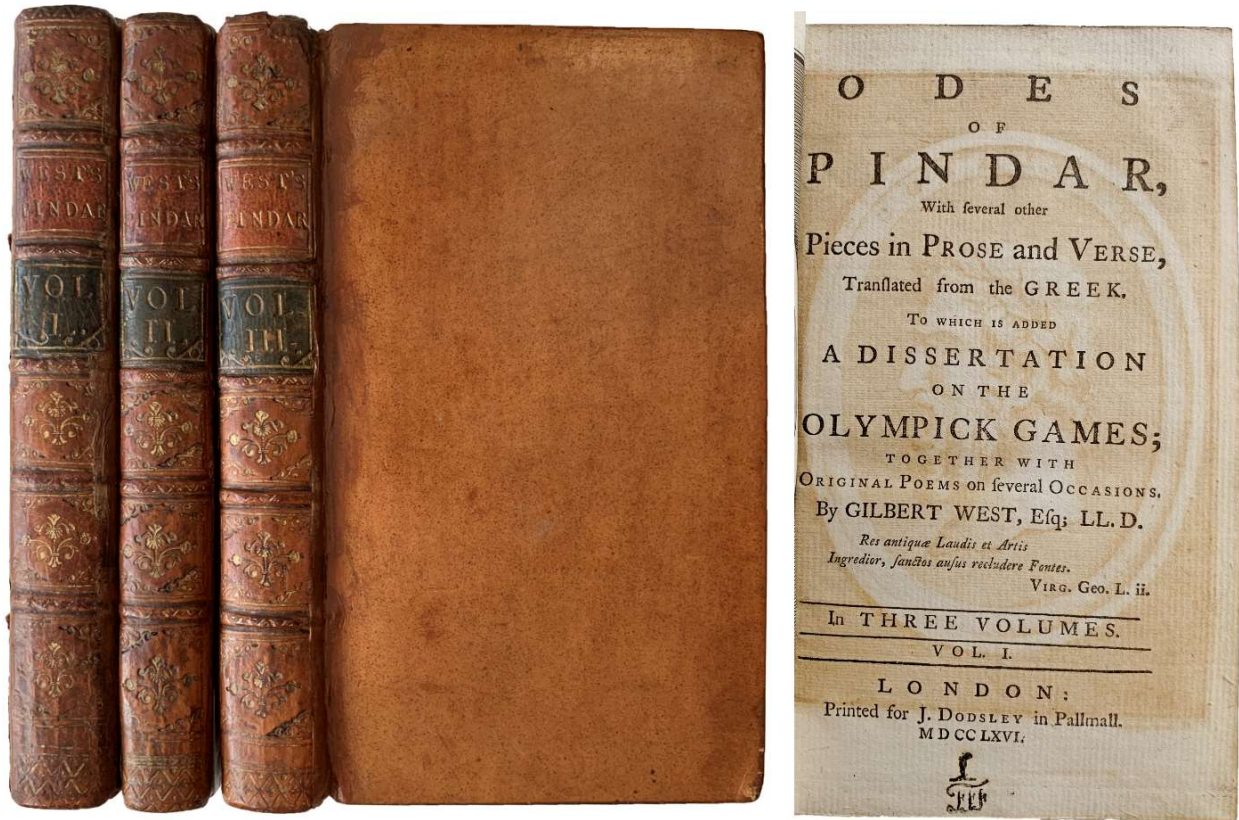 WEST'S
PINDAR
VOL
I.
WEST'S
PINDAR
VOL
II
WEST'S
PINDAR
VOL
III.
ODES
OF
PINDAR,
With ſeveral other
Pieces in PROSE and VERSE,
Tranſlated from the GREEK.
TO WHICH IS ADDED
A DISSERTATION
ON THE
OLYMPICK GAMES;
TOGETHER WITH
ORIGINAL POEMS on ſeveral OCCASIONS.
By GILBERT WEST, Eſq; LL. D.
Res antiquæ Laudis et Artis
Ingredior, ſanctos auſus recludere Fontes.
VIRG. Geo. L. ii.
In THREE VOLUMES.
VOL. I.
LONDON:
Printed for J. DODSLEY in Pallmall.
MDCCLXVI.